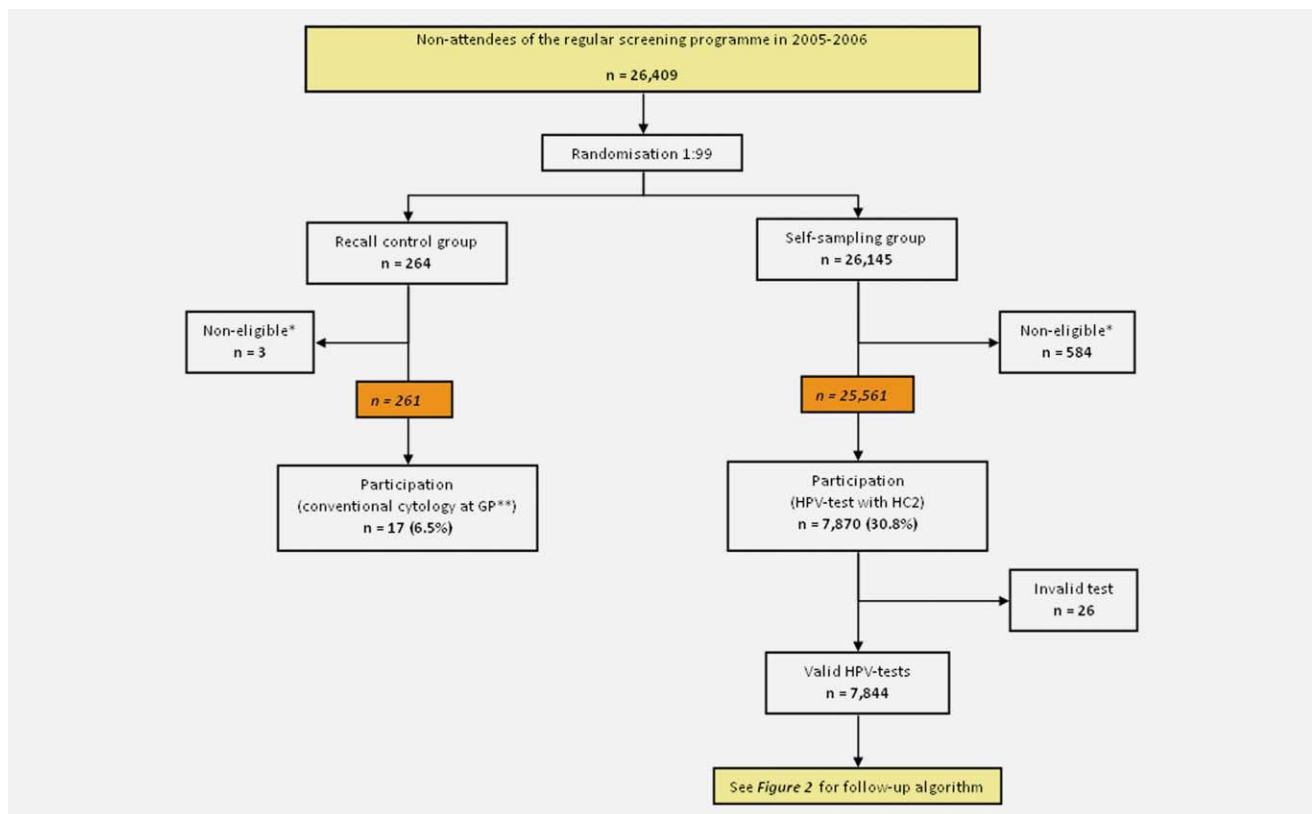 Non-attendees of the regular screening programme in 2005-2006
n = 26,409
Randomisation 1:99
Recall control group
n = 264
Self-sampling group
n = 26,145
Non-eligible*
n = 3
Non-eligible*
n = 584
n = 261
n = 25,561
Participation
(conventional cytology at GP**)
n = 17 (6.5%)
Participation
(HPV-test with HC2)
n = 7,870 (30.8%)
Invalid test
n = 26
Valid HPV-tests
n = 7,844
See Figure 2 for follow-up algorithm